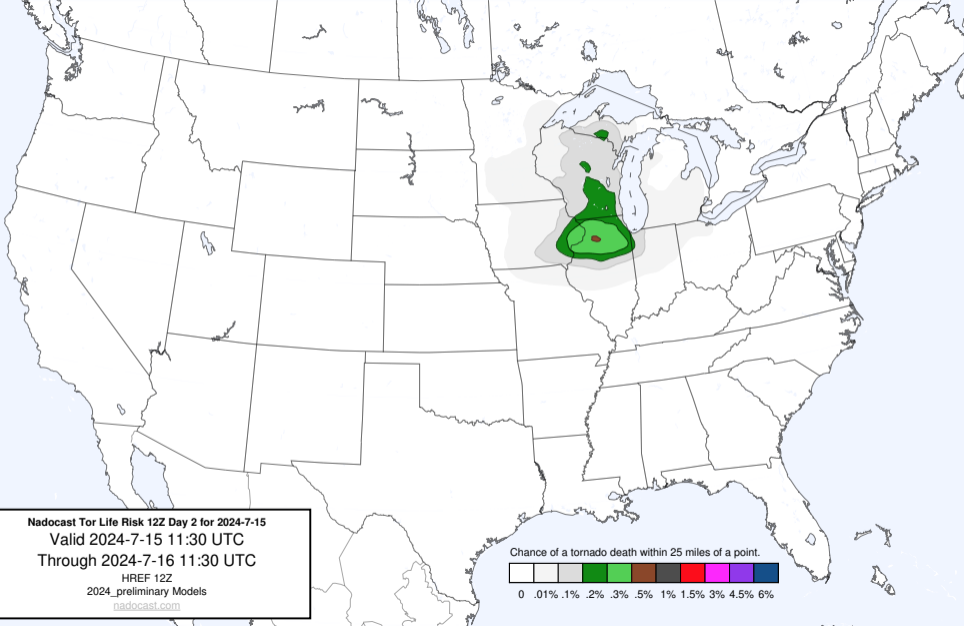 Nadocast Tor Life Risk 12Z Day 2 for 2024-7-15
Valid 2024-7-15 11:30 UTC
Through 2024-7-16 11:30 UTC
HREF 12Z
2024_preliminary Models
nadocast.com
Chance of a tornado death within 25 miles of a point.
0 .01% .1% .2% .3% .5% 1% 1.5% 3% 4.5% 6%